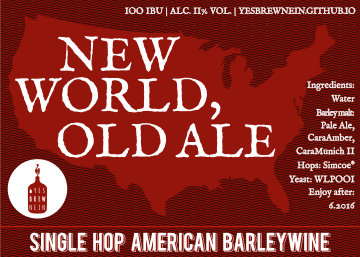 100 IBU | ALC. 11% VOL. | YESBREWNEIN.GITHUB.IO
NEW
WORLD,
OLD ALE
Ingredients:
Water
Barley malt:
Pale Ale,
CaraAmber,
CaraMunich II
Hops: Simcoe®
Yeast: WLP001
Enjoy after:
6.2016
YES
BREW
NEIN
SINGLE HOP AMERICAN BARLEYWINE